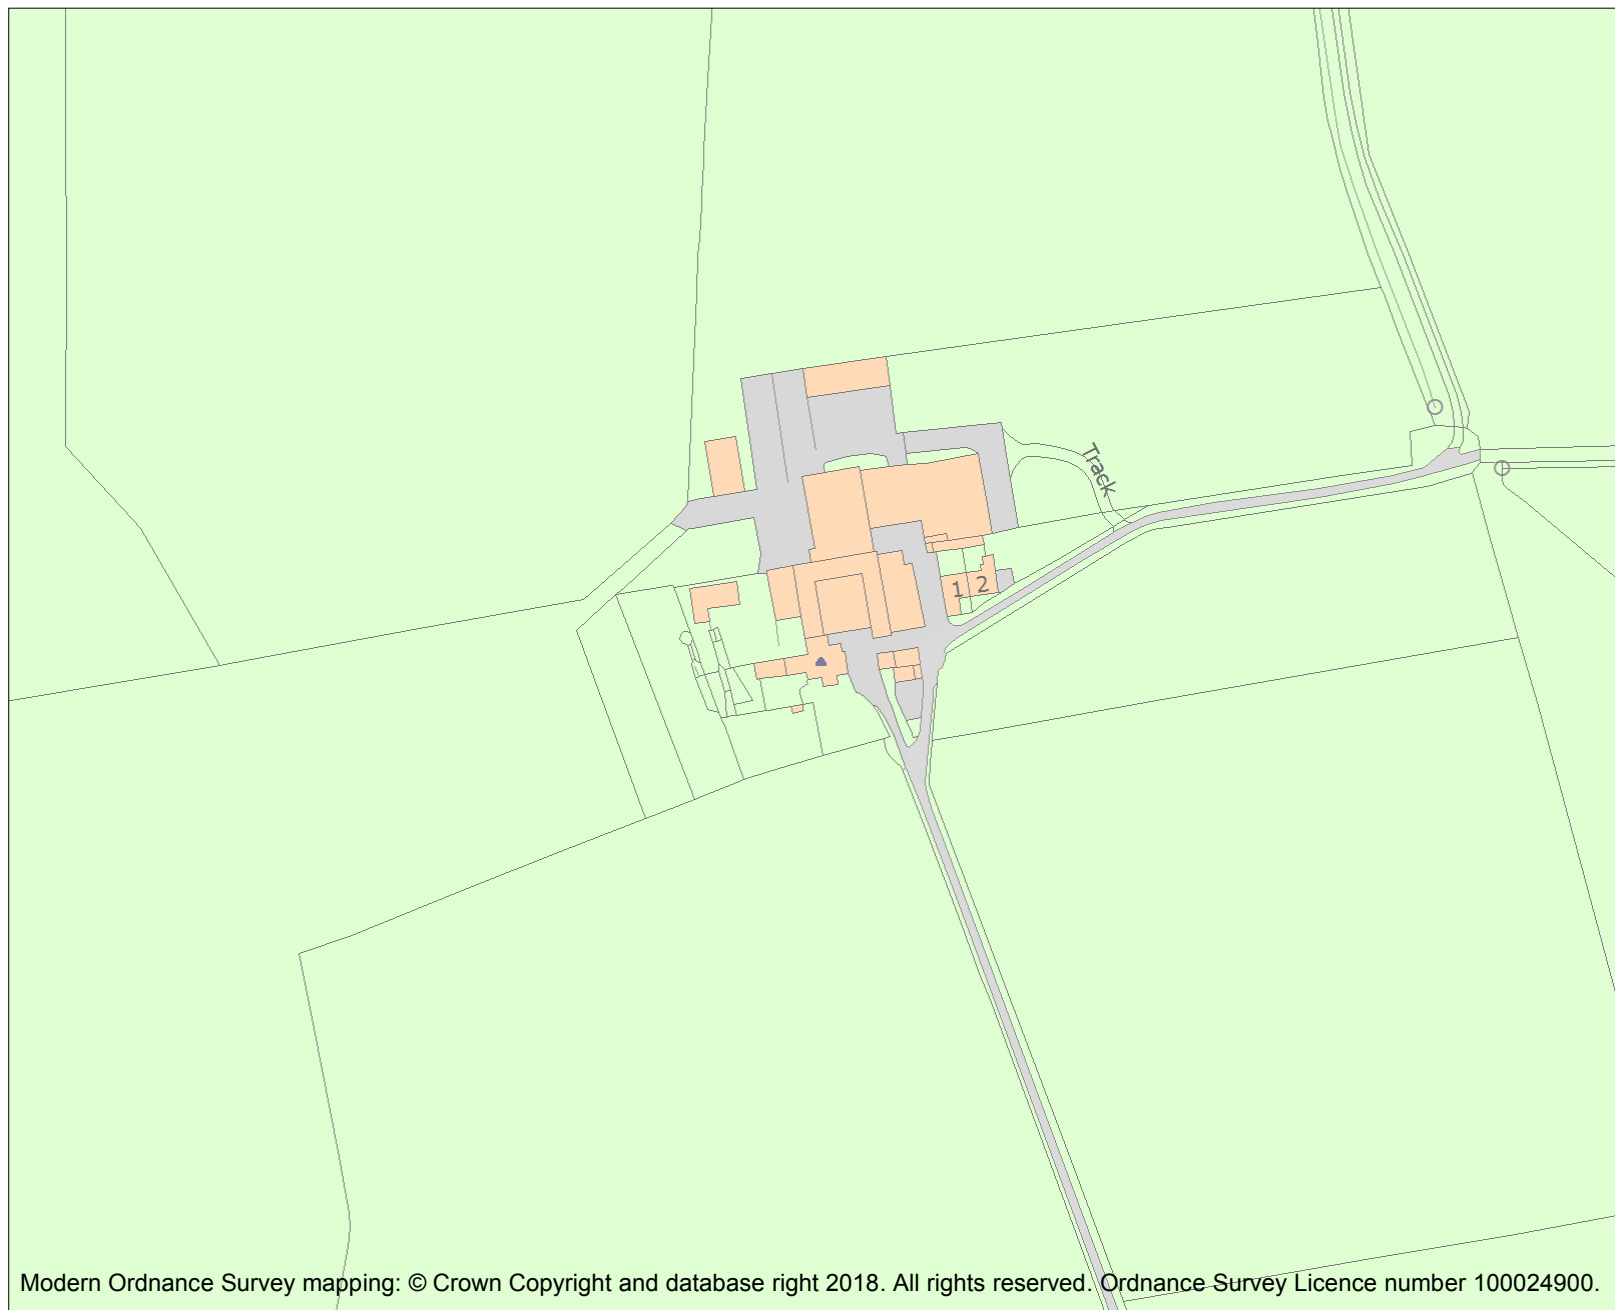 Track
1 2
Modern Ordnance Survey mapping: © Crown Copyright and database right 2018. All rights reserved. Ordnance Survey Licence number 100024900.